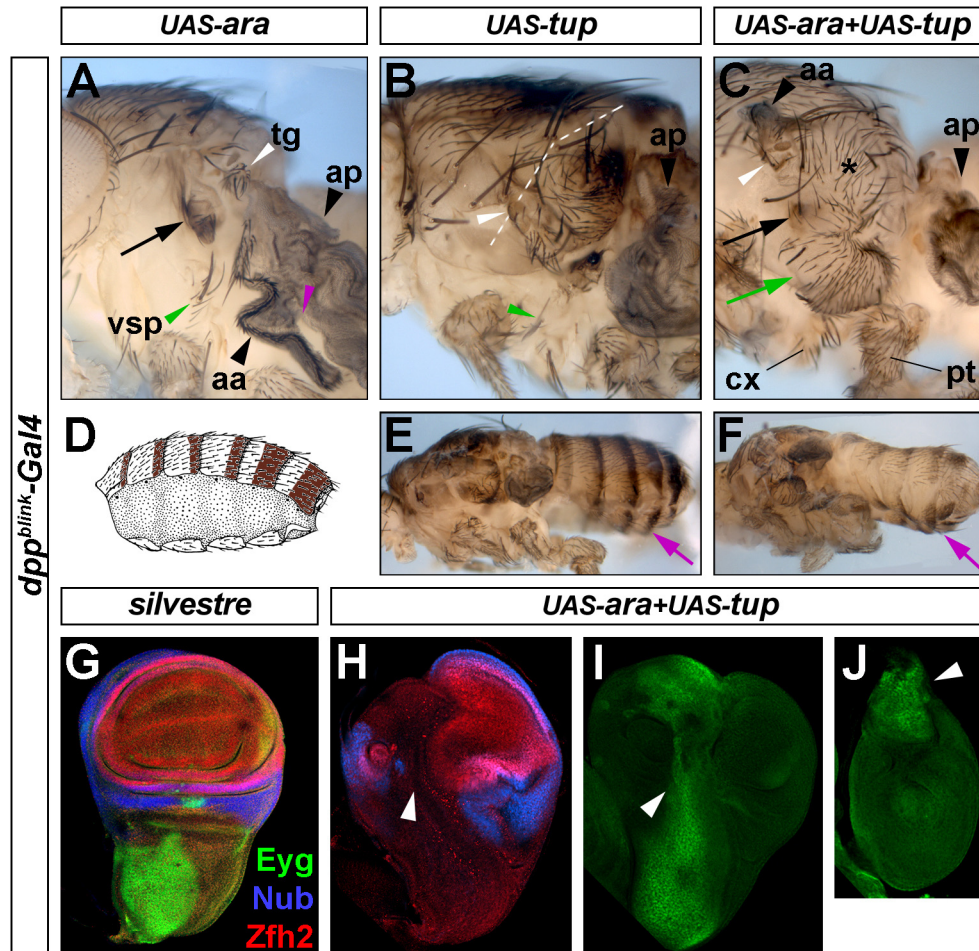 UAS-ara
UAS-tup
UAS-ara+UAS-tup
dpp^blink-Gal4
A
tg
ap
vsp
aa
B
ap
C
aa
ap
*
cx
pt
D
E
F
silvestre
UAS-ara+UAS-tup
G
Eyg
Nub
Zfh2
H
I
J